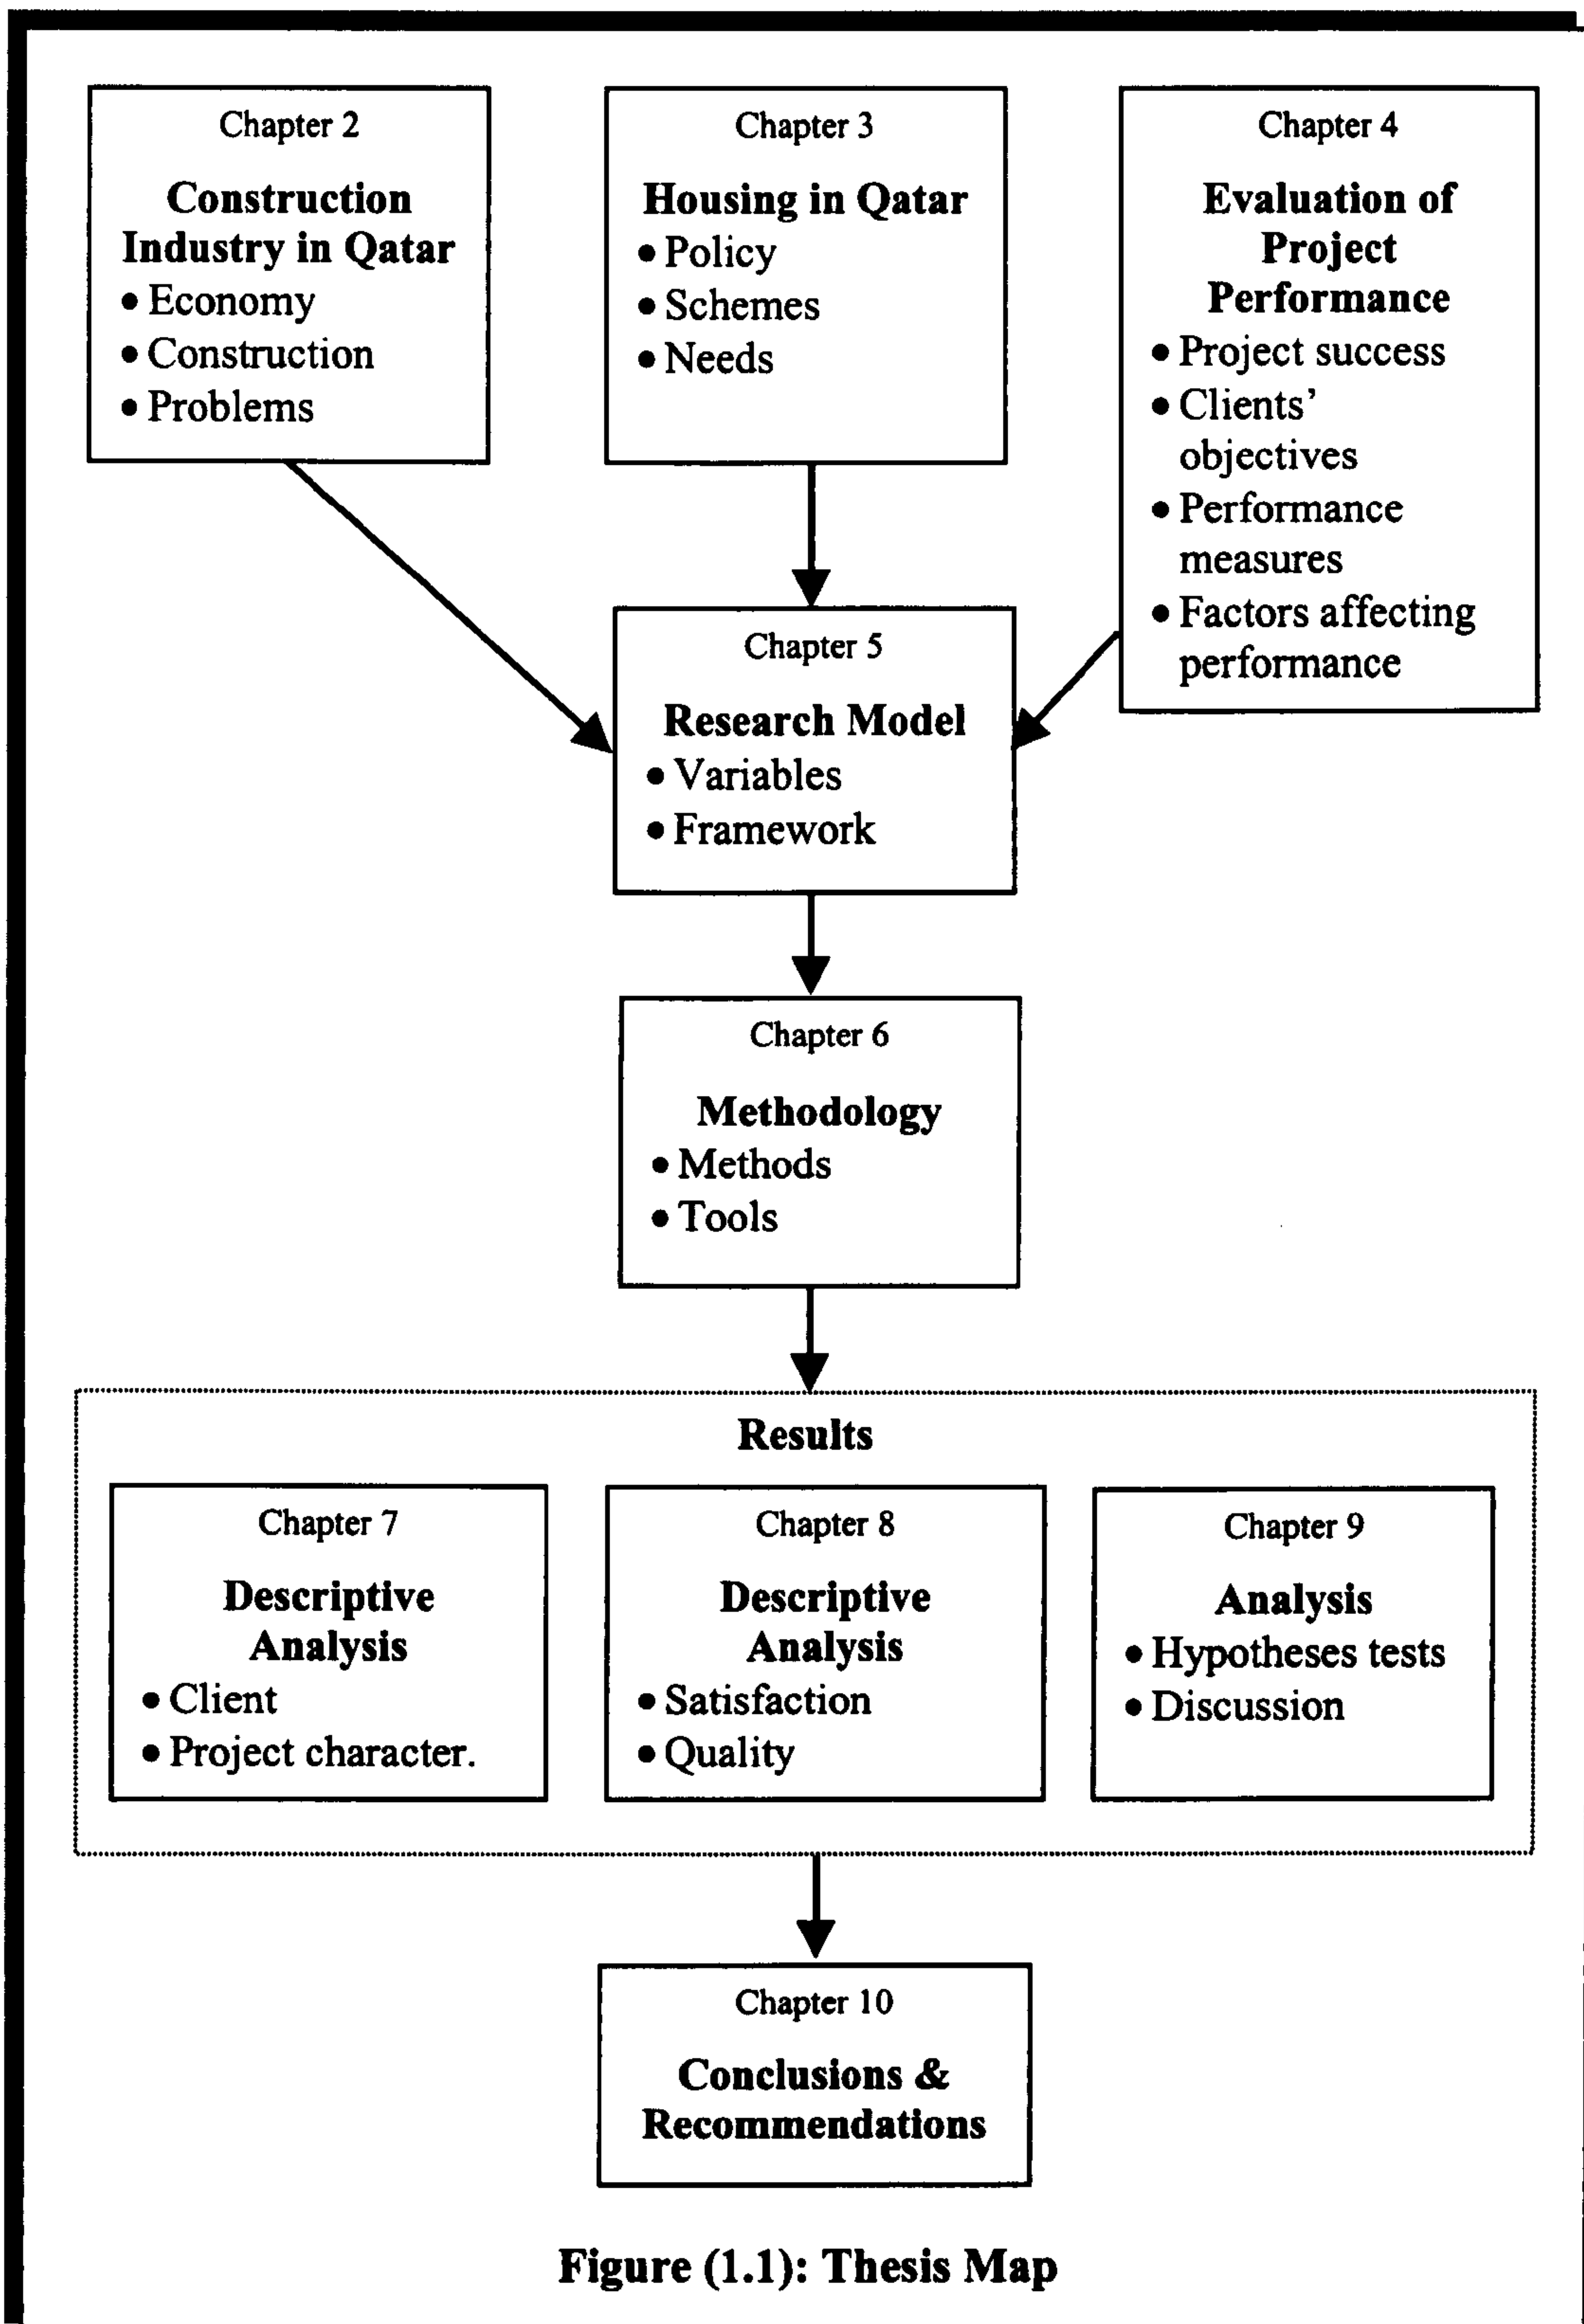 Chapter 2
Construction
Industry in Qatar
• Economy
• Construction
• Problems
Chapter 3
Housing in Qatar
• Policy
• Schemes
• Needs
Chapter 4
Evaluation of
Project
Performance
• Project success
• Clients’
objectives
• Performance
measures
• Factors affecting
performance
Chapter 5
Research Model
• Variables
• Framework
Chapter 6
Methodology
• Methods
• Tools
Results
Chapter 7
Descriptive
Analysis
• Client
• Project character.
Chapter 8
Descriptive
Analysis
• Satisfaction
• Quality
Chapter 9
Analysis
• Hypotheses tests
• Discussion
Chapter 10
Conclusions &
Recommendations
Figure (1.1): Thesis Map